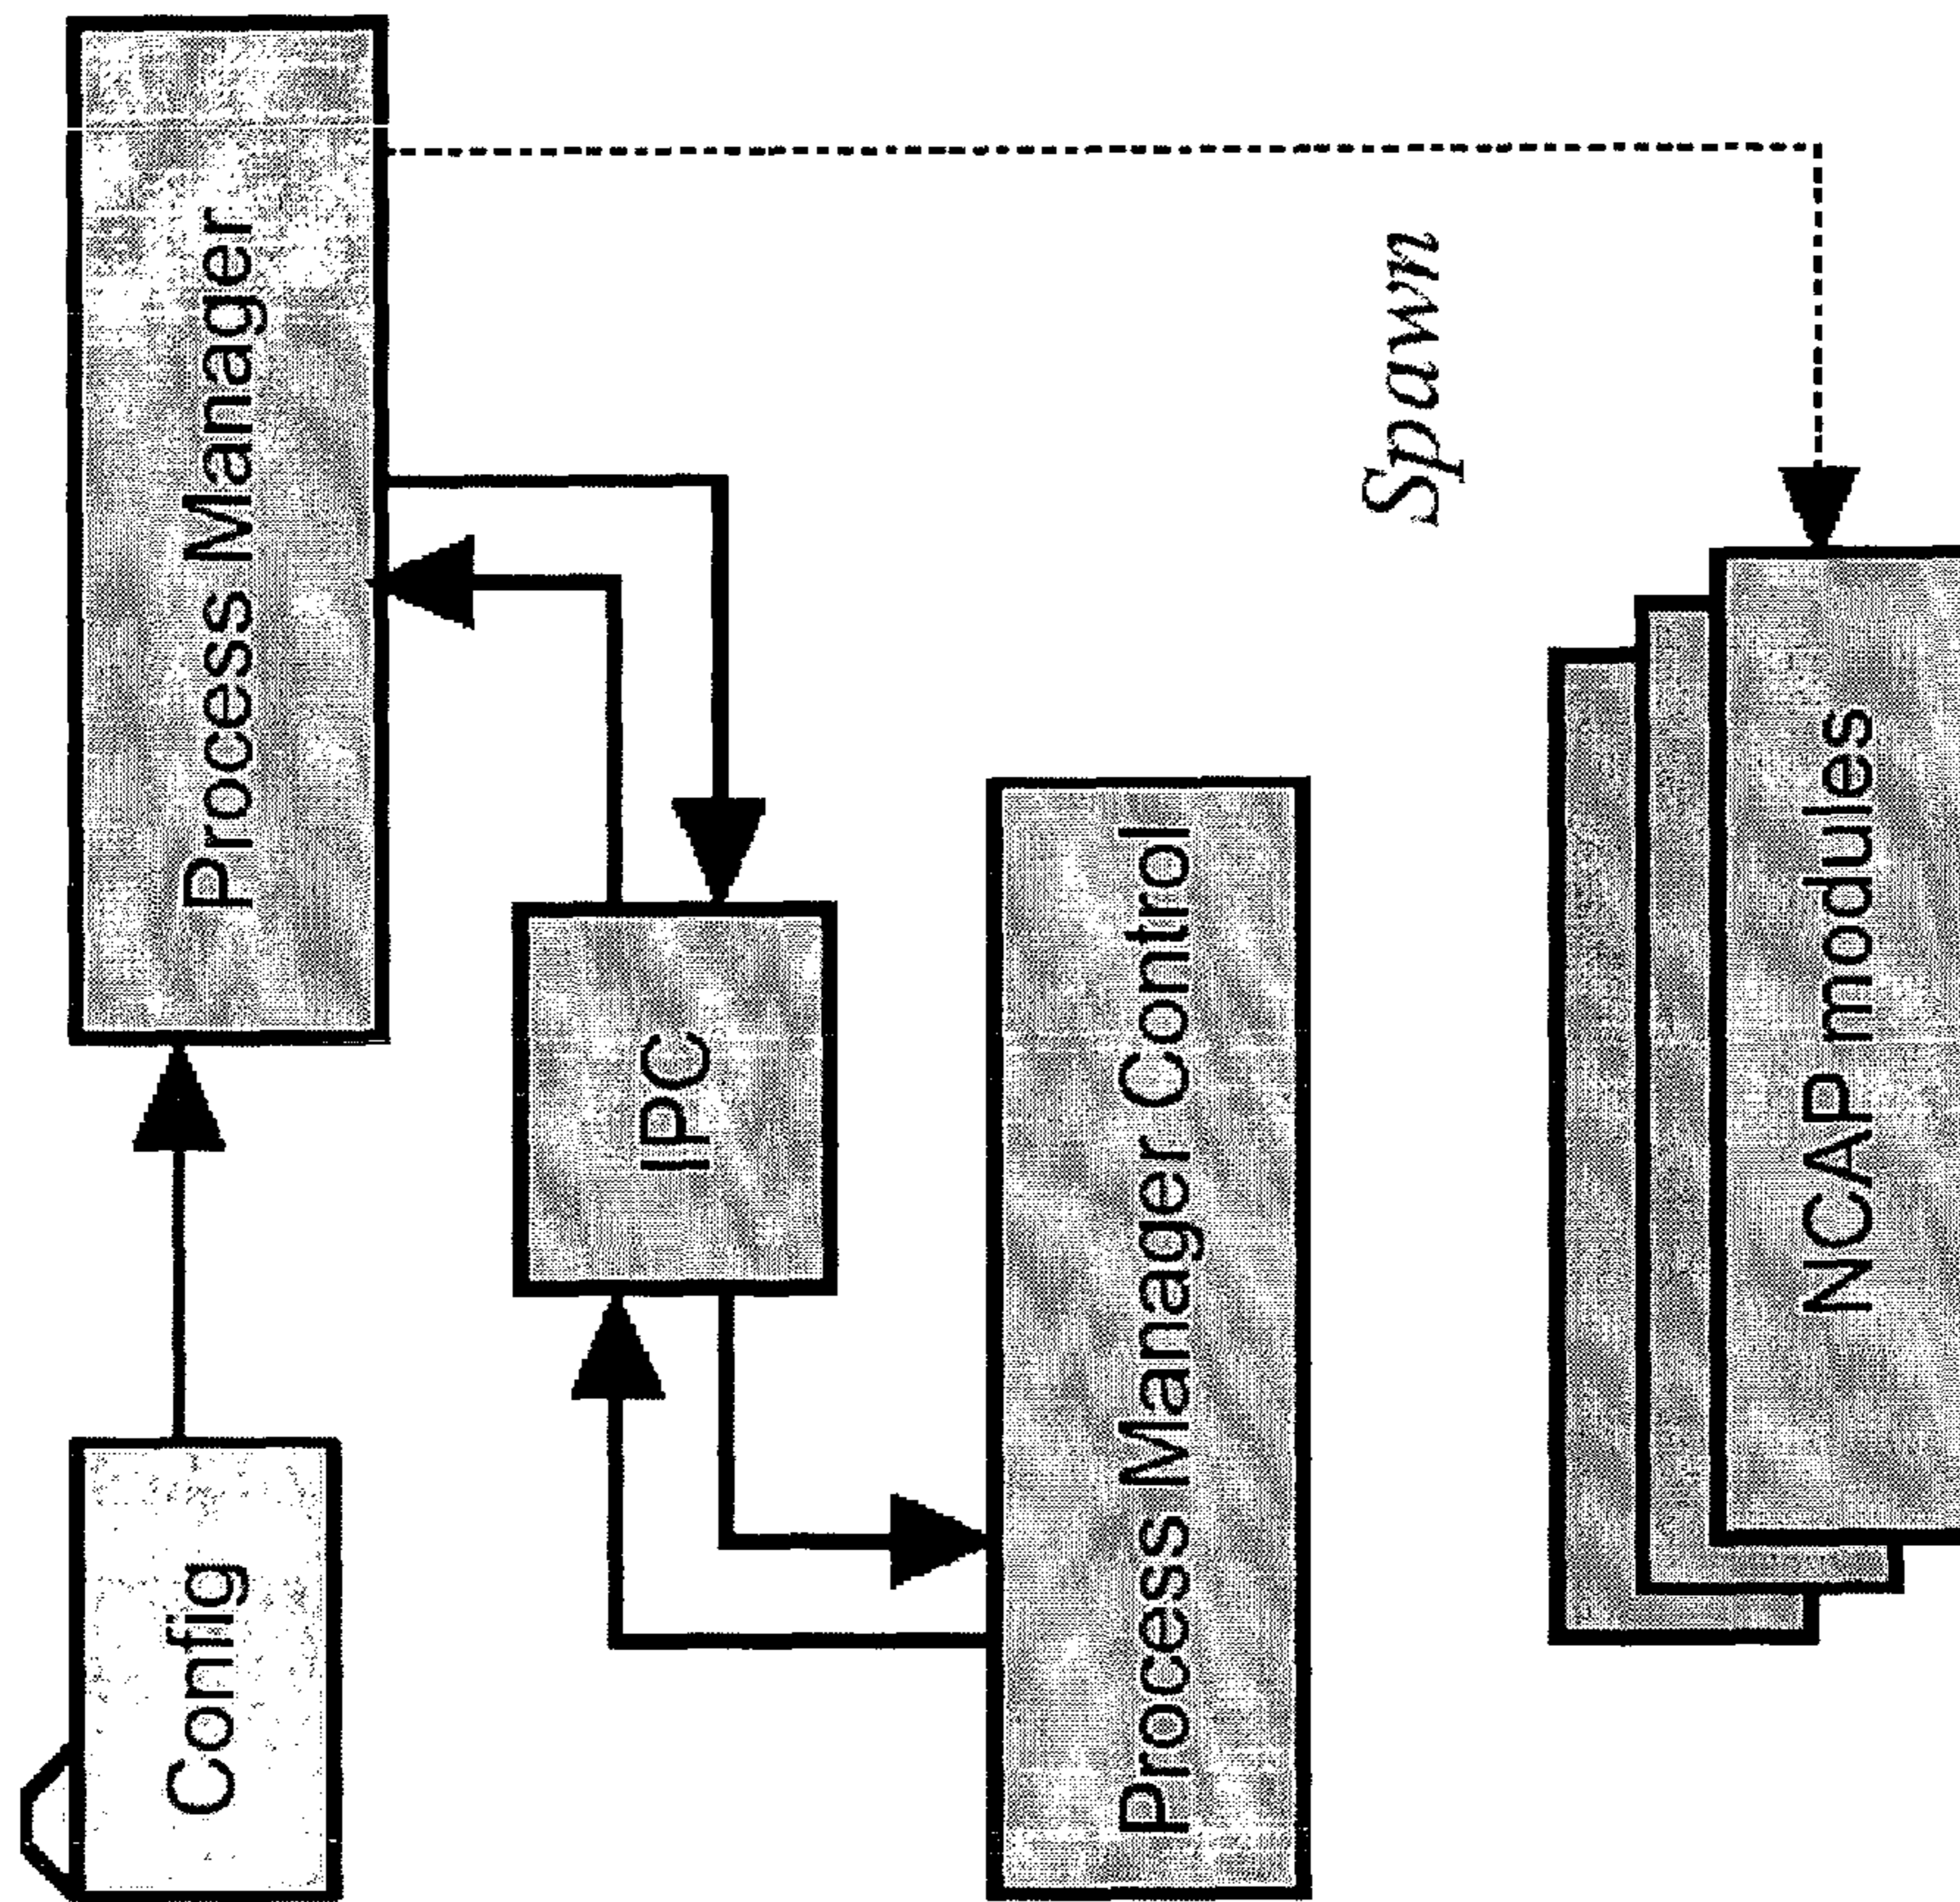 Config
Process Manager
IPC
Process Manager Control
Spawn
NCAP modules